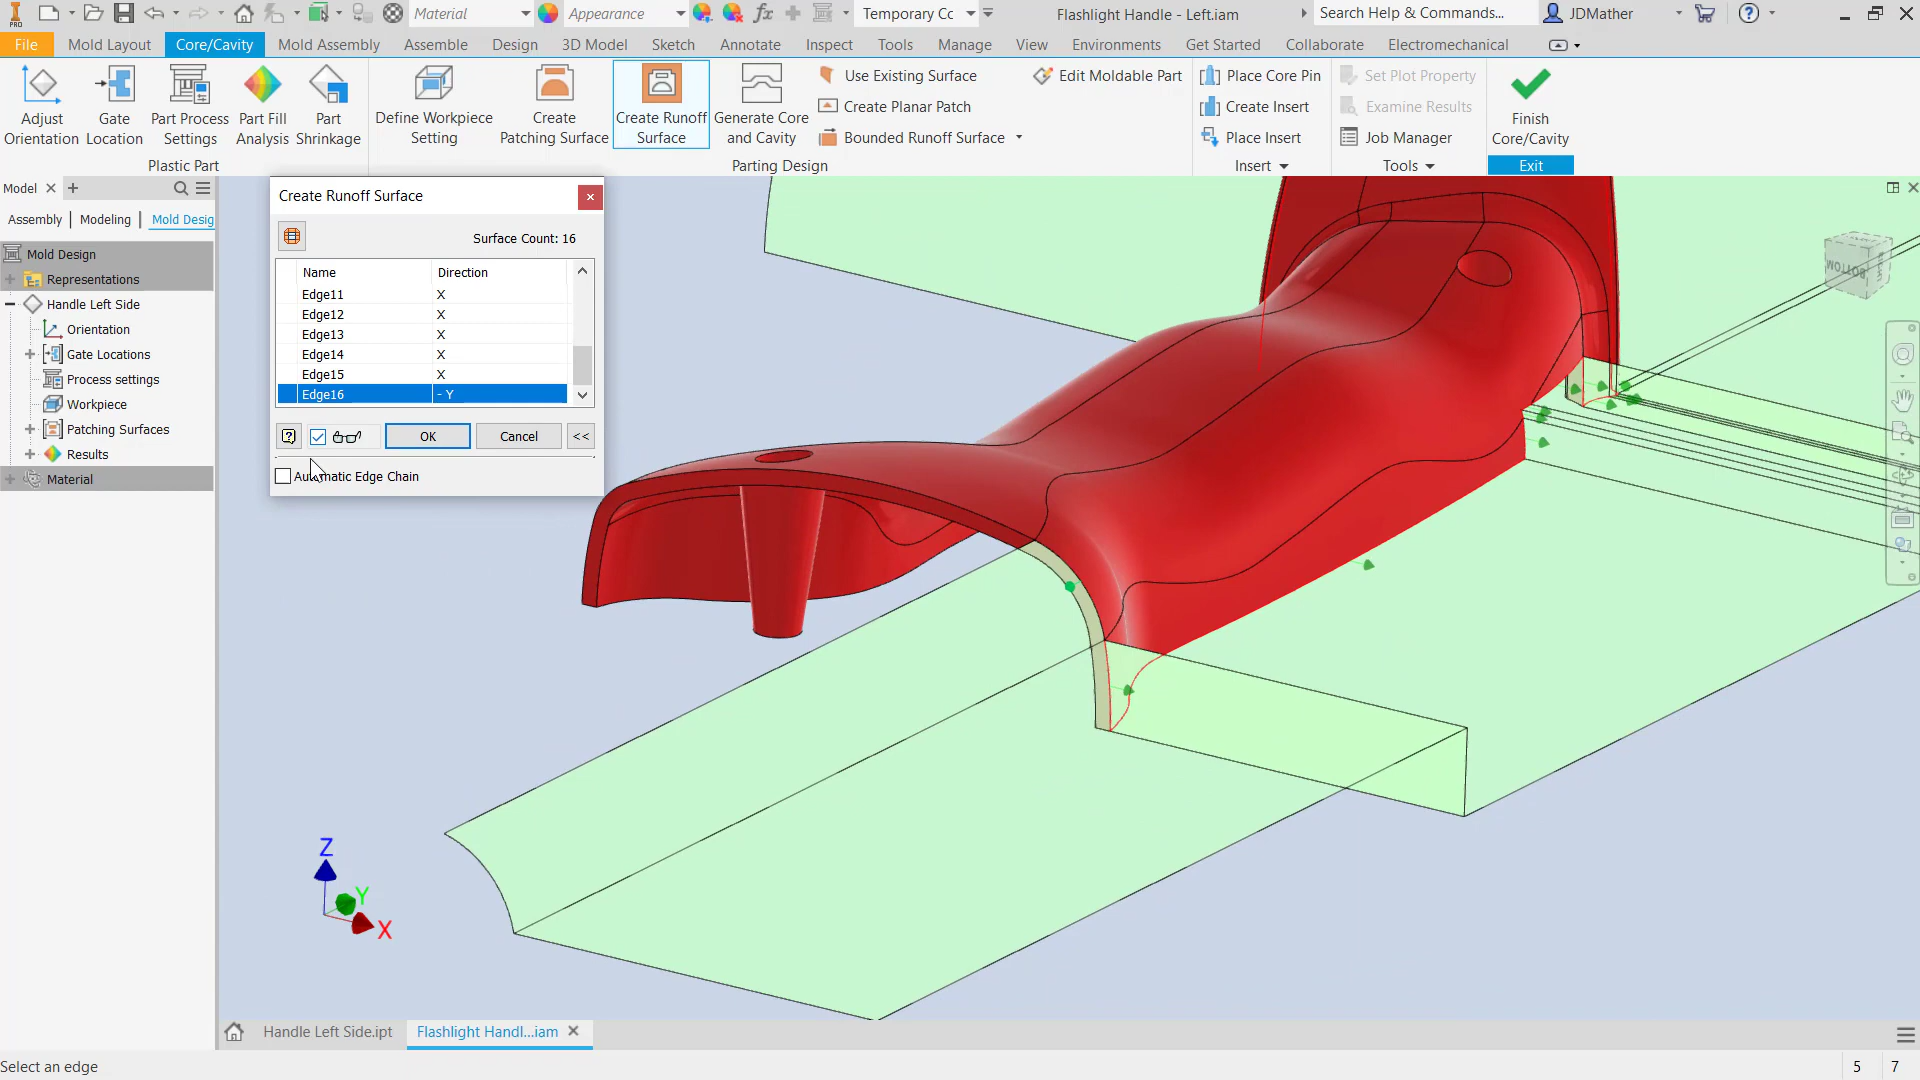 PRO
Material
Appearance
fx
Temporary Cc
Flashlight Handle - Left.iam
Search Help & Commands...
JDMather
File
Mold Layout
Core/Cavity
Mold Assembly
Assemble
Design
3D Model
Sketch
Annotate
Inspect
Tools
Manage
View
Environments
Get Started
Collaborate
Electromechanical
Adjust
Orientation
Gate
Location
Part Process
Settings
Part Fill
Analysis
Part
Shrinkage
Define Workpiece
Setting
Create
Patching Surface
Create Runoff
Surface
Generate Core
and Cavity
Use Existing Surface
Create Planar Patch
Bounded Runoff Surface
Edit Moldable Part
Place Core Pin
Create Insert
Place Insert
Set Plot Property
Examine Results
Job Manager
Finish
Core/Cavity
Plastic Part
Parting Design
Insert
Tools
Exit
Model
Assembly
Modeling
Mold Desig
Mold Design
Representations
Handle Left Side
Orientation
Gate Locations
Process settings
Workpiece
Patching Surfaces
Results
Material
Create Runoff Surface
Surface Count: 16
Name Direction
Edge11 X
Edge12 X
Edge13 X
Edge14 X
Edge15 X
Edge16 - Y
OK
Cancel
<<
Automatic Edge Chain
BOTTOM
Z
Y
X
Handle Left Side.ipt
Flashlight Handl...iam
Select an edge
5
7